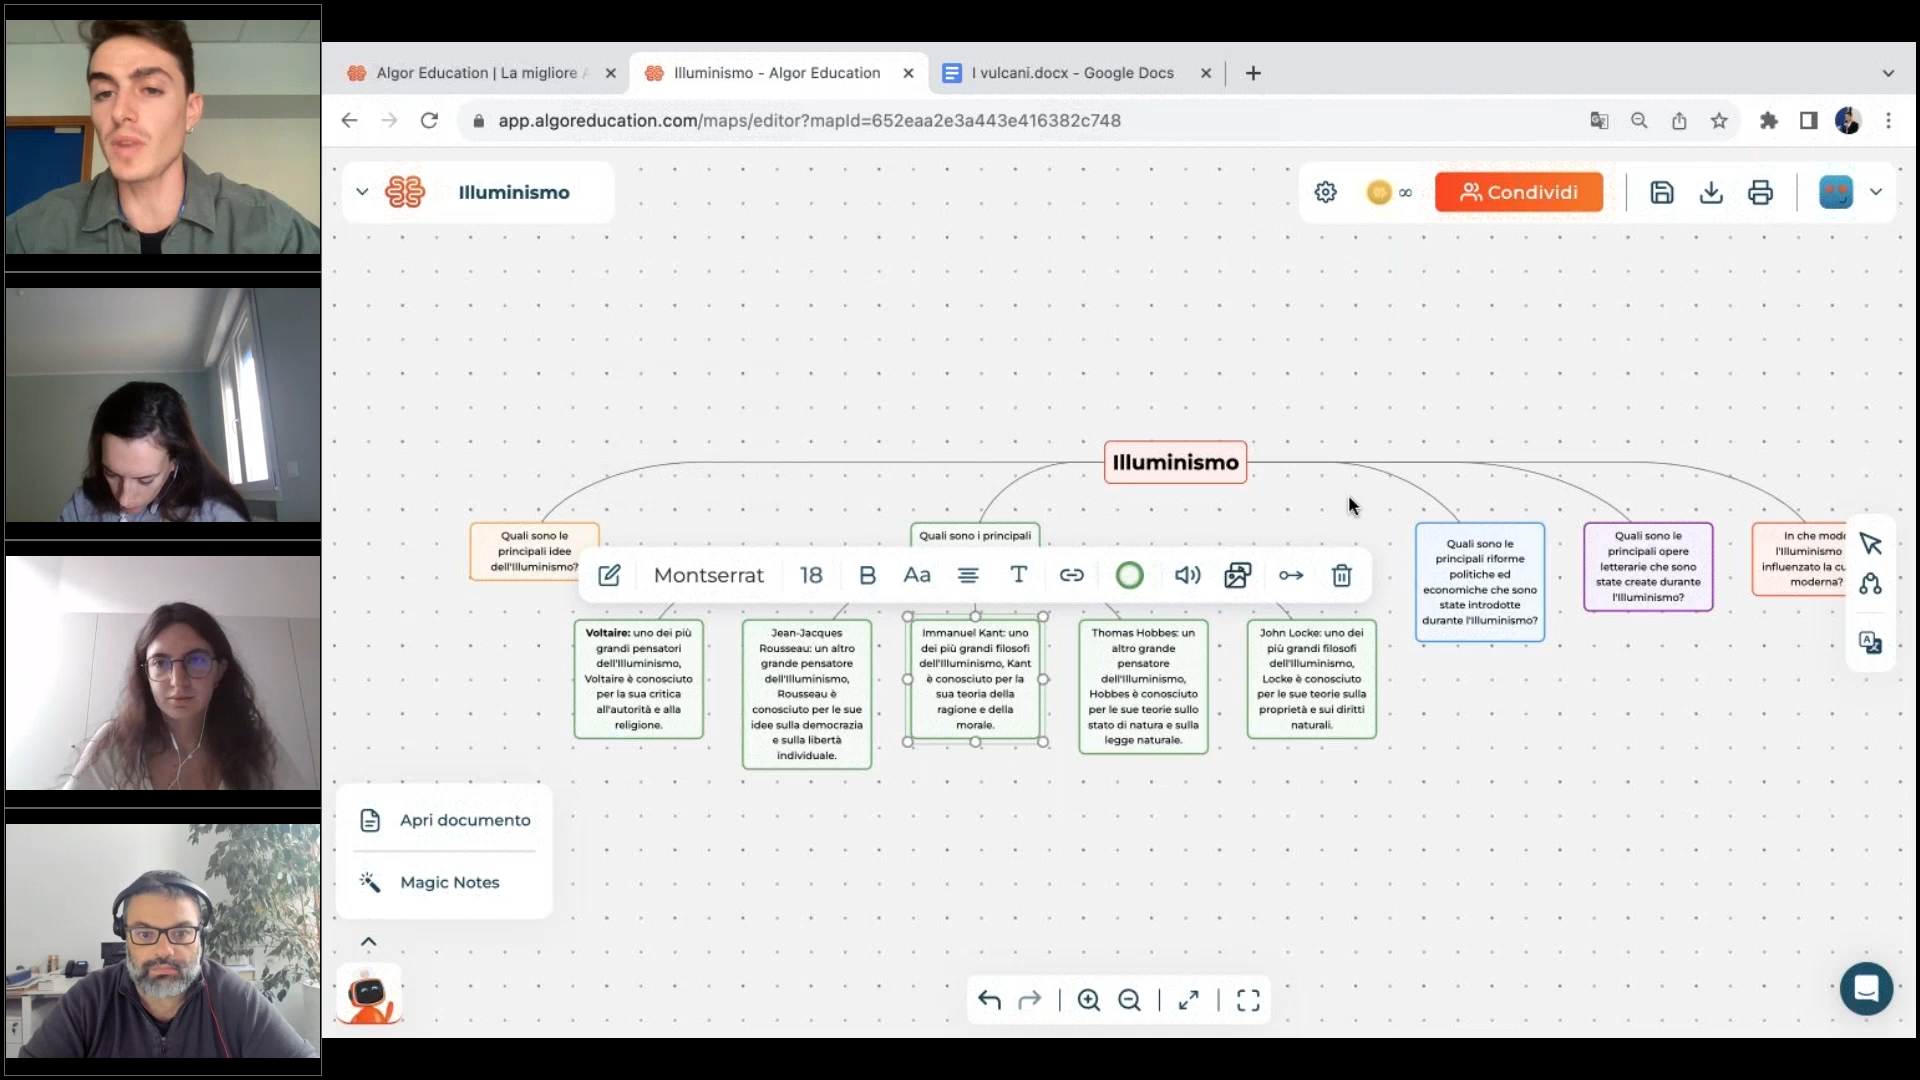 Algor Education | La migliore
Illuminismo - Algor Education
I vulcani.docx - Google Docs
app.algoreducation.com/maps/editor?mapId=652eaa2e3a443e416382c748
Illuminismo
∞
Condividi
Illuminismo
Quali sono le
principali idee
dell'Illuminismo?
Quali sono i principali
Quali sono le
principali riforme
politiche ed
economiche che sono
state introdotte
durante l'Illuminismo?
Quali sono le
principali opere
letterarie che sono
state create durante
l'Illuminismo?
In che modo
l'Illuminismo
influenzato la cu
moderna?
Montserrat 18 B Aa T
Voltaire: uno dei più
grandi pensatori
dell'Illuminismo,
Voltaire è conosciuto
per la sua critica
all'autorità e alla
religione.
Jean-Jacques
Rousseau: un altro
grande pensatore
dell'Illuminismo,
Rousseau è
conosciuto per le sue
idee sulla democrazia
e sulla libertà
individuale.
Immanuel Kant: uno
dei più grandi filosofi
dell'Illuminismo, Kant
è conosciuto per la
sua teoria della
ragione e della
morale.
Thomas Hobbes: un
altro grande
pensatore
dell'Illuminismo,
Hobbes è conosciuto
per le sue teorie sullo
stato di natura e sulla
legge naturale.
John Locke: uno dei
più grandi filosofi
dell'Illuminismo,
Locke è conosciuto
per le sue teorie sulla
proprietà e sui diritti
naturali.
Apri documento
Magic Notes